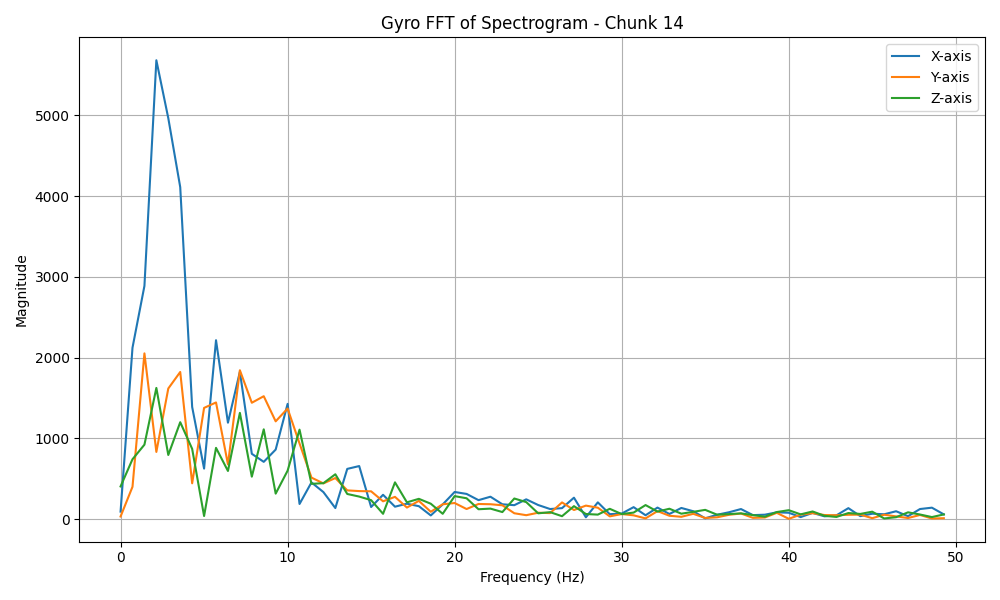 Gyro FFT of Spectrogram - Chunk 14
X-axis
Y-axis
Z-axis
Magnitude
5000
4000
3000
2000
1000
0
0 10 20 30 40 50
Frequency (Hz)